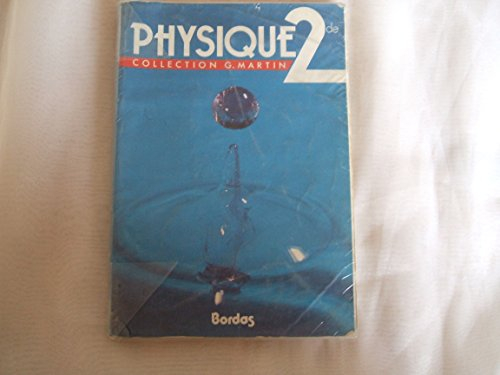 PHYSIQUE 2de
COLLECTION G. MARTIN
Bordas